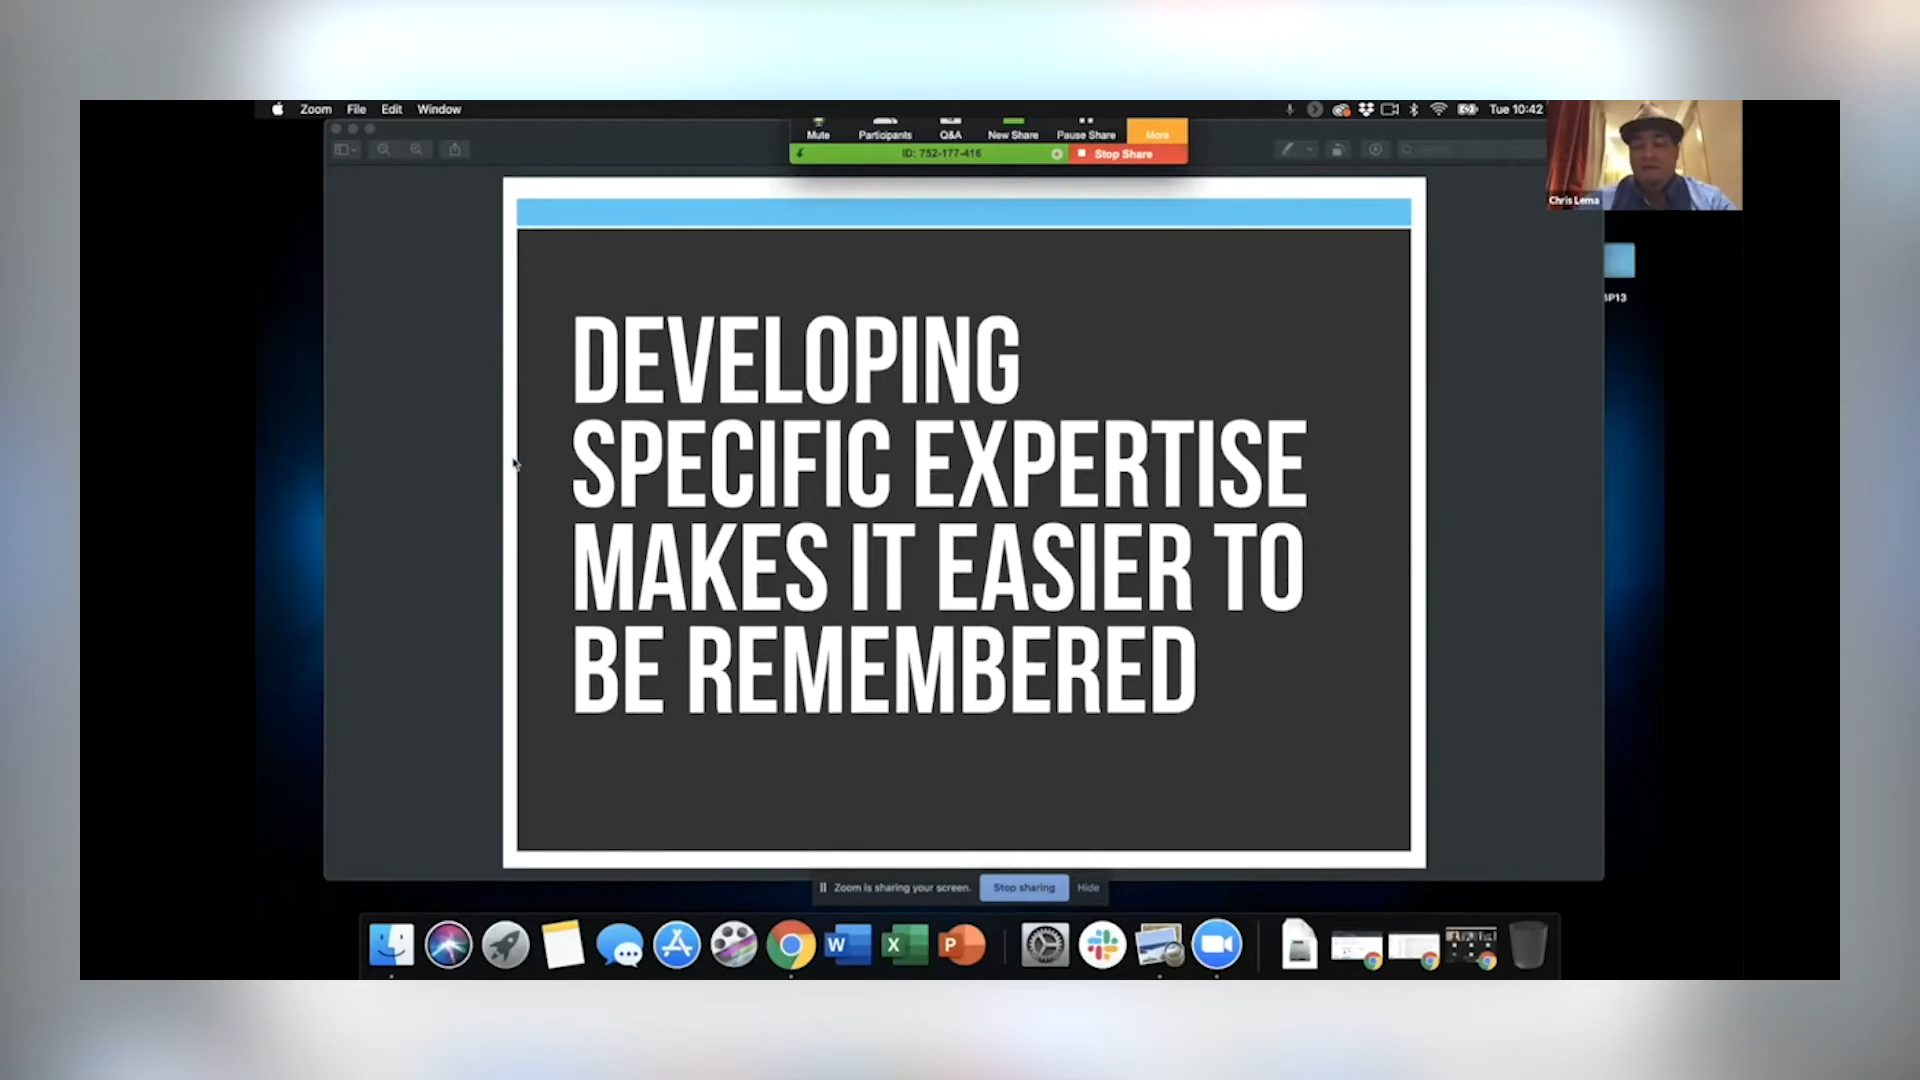 Zoom File Edit Window
Tue 10:42
Mute Participants Q&A New Share Pause Share More
ID: 752-177-416 Stop Share
Chris Lema
DEVELOPING
SPECIFIC EXPERTISE
MAKES IT EASIER TO
BE REMEMBERED
Zoom is sharing your screen. Stop sharing Hide
W X P